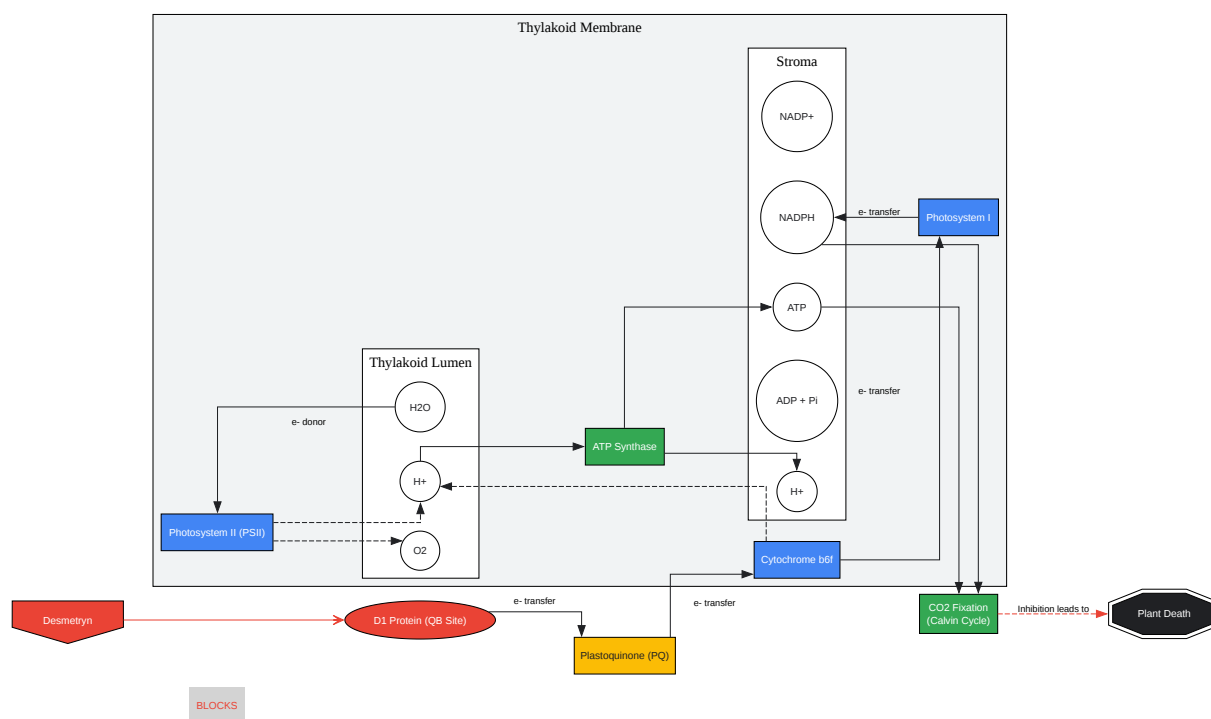 Thylakoid Membrane
Stroma
NADP+
NADPH
e- transfer
Photosystem I
ATP
Thylakoid Lumen
H2O
e- donor
ADP + Pi
e- transfer
ATP Synthase
H+
H+
Photosystem II (PSII)
O2
Cytochrome b6f
Desmetryn
D1 Protein (QB Site)
e- transfer
e- transfer
CO2 Fixation
(Calvin Cycle)
Inhibition leads to
Plant Death
Plastoquinone (PQ)
BLOCKS